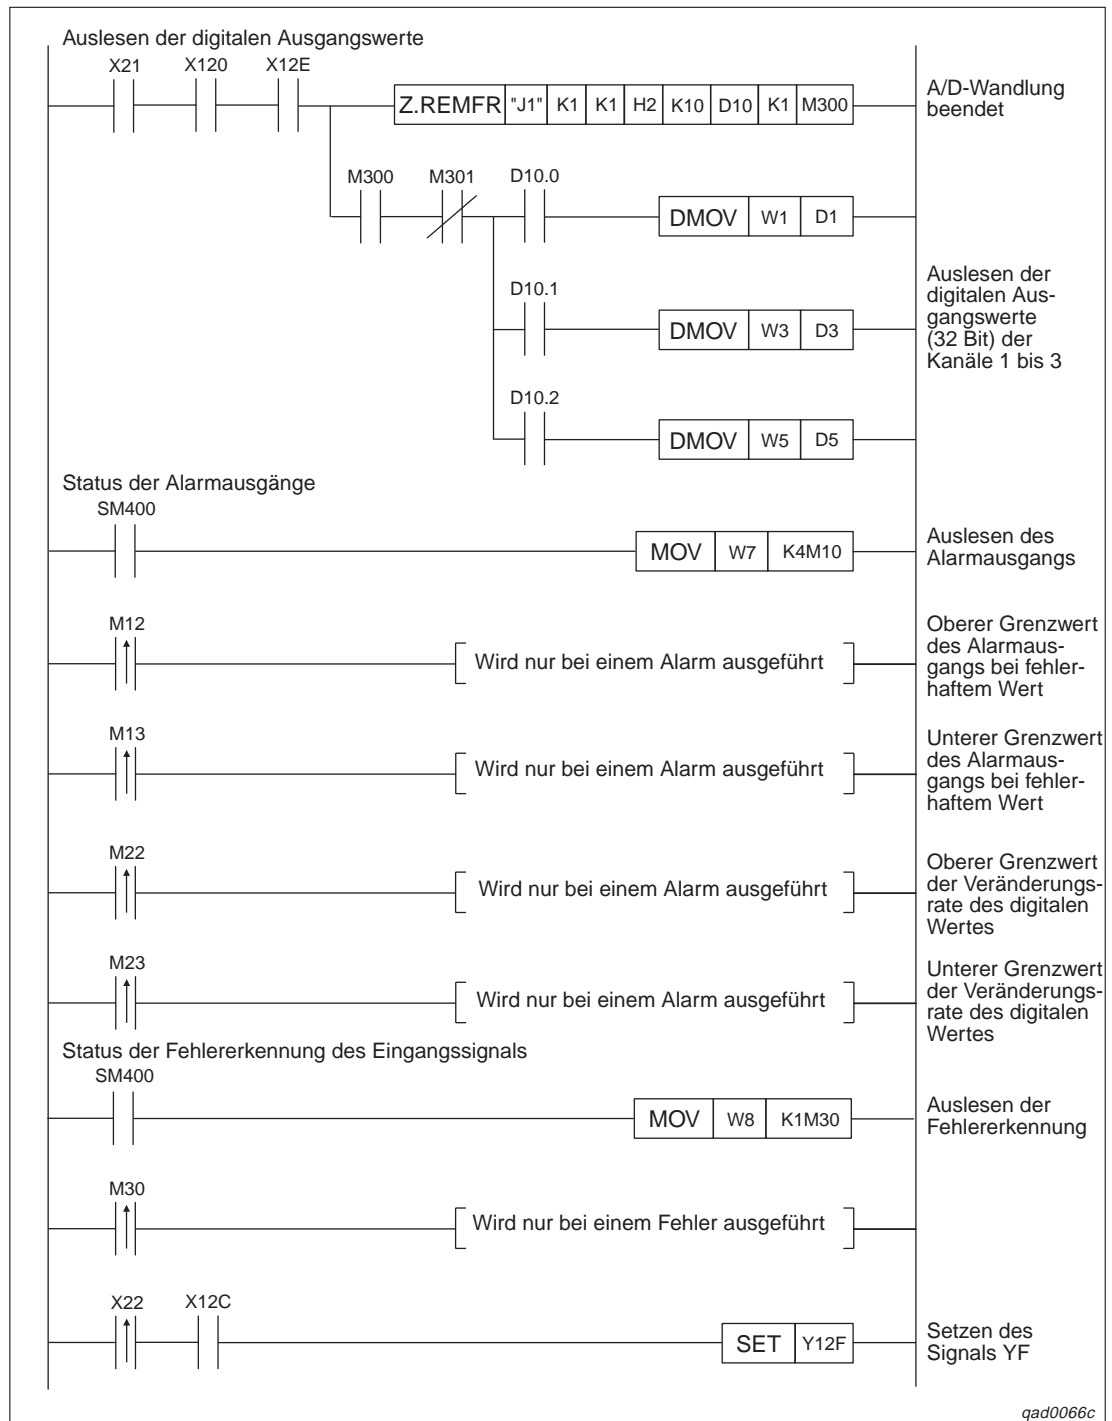 Auslesen der digitalen Ausgangswerte
X21 X120 X12E
Z.REMFR "J1" K1 K1 H2 K10 D10 K1 M300
A/D-Wandlung
beendet
M300 M301 D10.0
DMOV W1 D1
D10.1
DMOV W3 D3
Auslesen der
digitalen Aus-
gangswerte
(32 Bit) der
Kanäle 1 bis 3
D10.2
DMOV W5 D5
Status der Alarmausgänge
SM400
MOV W7 K4M10
Auslesen des
Alarmausgangs
M12
Wird nur bei einem Alarm ausgeführt
Oberer Grenzwert
des Alarmaus-
gangs bei fehler-
haftem Wert
M13
Wird nur bei einem Alarm ausgeführt
Unterer Grenzwert
des Alarmaus-
gangs bei fehler-
haftem Wert
M22
Wird nur bei einem Alarm ausgeführt
Oberer Grenzwert
der Veränderungs-
rate des digitalen
Wertes
M23
Wird nur bei einem Alarm ausgeführt
Unterer Grenzwert
der Veränderungs-
rate des digitalen
Wertes
Status der Fehlererkennung des Eingangssignals
SM400
MOV W8 K1M30
Auslesen der
Fehlererkennung
M30
Wird nur bei einem Fehler ausgeführt
X22 X12C
SET Y12F
Setzen des
Signals YF
qad0066c